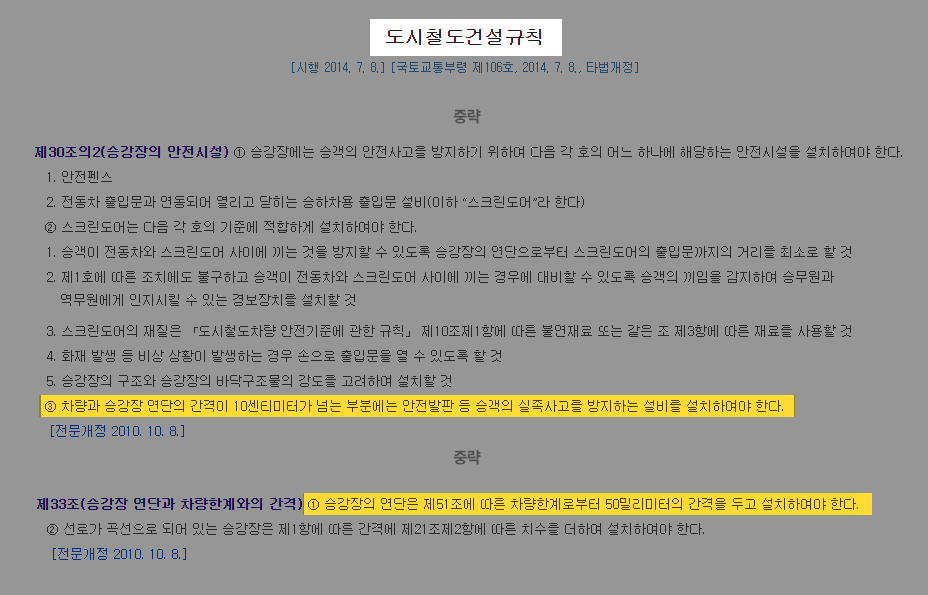 도시철도건설규칙
[시행 2014. 7. 8.] [국토교통부령 제106호, 2014. 7. 8., 타법개정]
중략
제30조의2(승강장의 안전시설) ① 승강장에는 승객의 안전사고를 방지하기 위하여 다음 각 호의 어느 하나에 해당하는 안전시설을 설치하여야 한다.
1. 안전펜스
2. 전동차 출입문과 연동되어 열리고 닫히는 승하차용 출입문 설비(이하 "스크린도어"라 한다)
② 스크린도어는 다음 각 호의 기준에 적합하게 설치하여야 한다.
1. 승객이 전동차와 스크린도어 사이에 끼는 것을 방지할 수 있도록 승강장의 연단으로부터 스크린도어의 출입문까지의 거리를 최소로 할 것
2. 제1호에 따른 조치에도 불구하고 승객이 전동차와 스크린도어 사이에 끼는 경우에 대비할 수 있도록 승객의 끼임을 감지하여 승무원과
역무원에게 인지시킬 수 있는 경보장치를 설치할 것
3. 스크린도어의 재질은 「도시철도차량 안전기준에 관한 규칙」 제10조제1항에 따른 불연재료 또는 같은 조 제3항에 따른 재료를 사용할 것
4. 화재 발생 등 비상 상황이 발생하는 경우 손으로 출입문을 열 수 있도록 할 것
5. 승강장의 구조와 승강장의 바닥구조물의 강도를 고려하여 설치할 것
③ 차량과 승강장 연단의 간격이 10센티미터가 넘는 부분에는 안전발판 등 승객의 실족사고를 방지하는 설비를 설치하여야 한다.
[전문개정 2010. 10. 8.]
중략
제33조(승강장 연단과 차량한계와의 간격) ① 승강장의 연단은 제51조에 따른 차량한계로부터 50밀리미터의 간격을 두고 설치하여야 한다.
② 선로가 곡선으로 되어 있는 승강장은 제1항에 따른 간격에 제21조제2항에 따른 치수를 더하여 설치하여야 한다.
[전문개정 2010. 10. 8.]